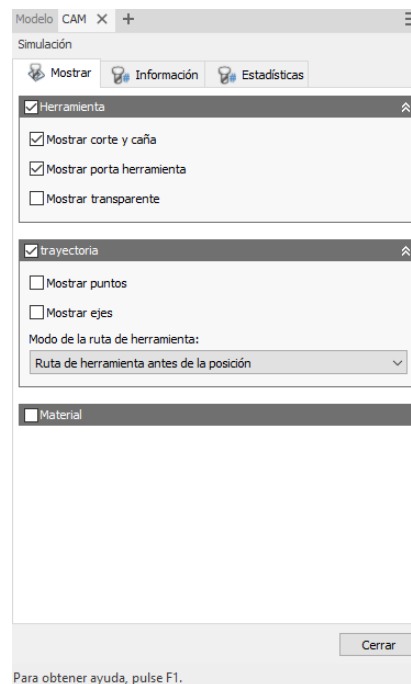 Modelo CAM
Simulación
Mostrar Información Estadísticas
Herramienta
Mostrar corte y caña
Mostrar porta herramienta
Mostrar transparente
trayectoria
Mostrar puntos
Mostrar ejes
Modo de la ruta de herramienta:
Ruta de herramienta antes de la posición
Material
Cerrar
Para obtener ayuda, pulse F1.